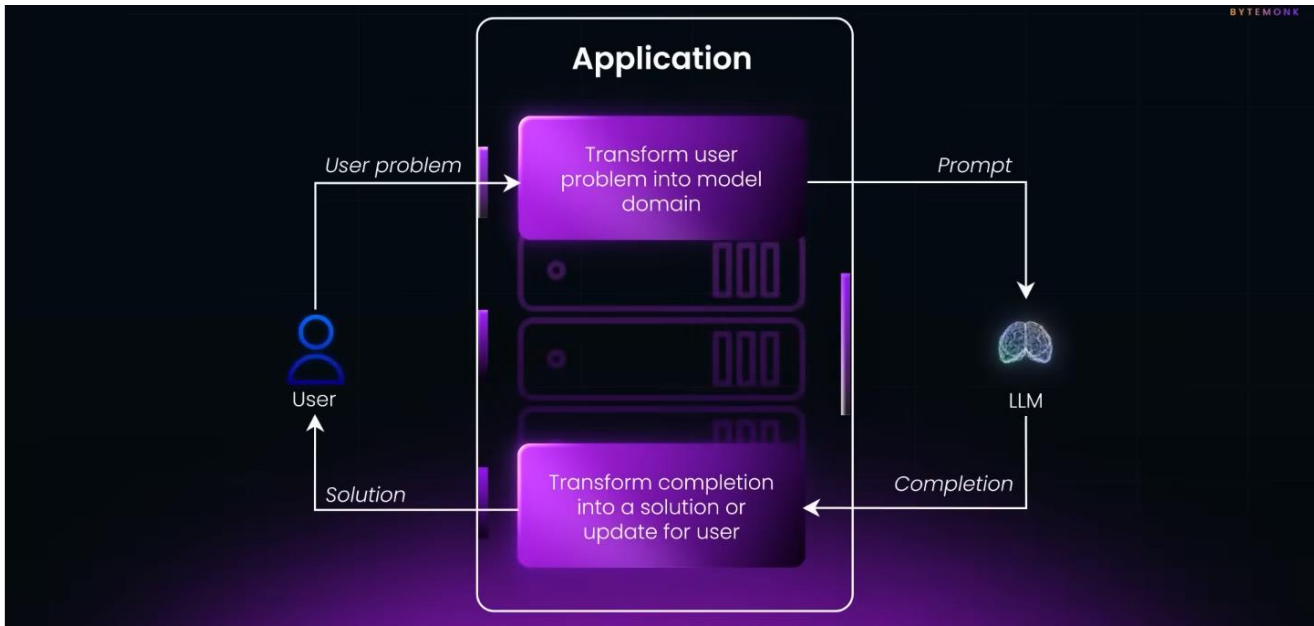 BYTEMONK
Application
User problem
Transform user
problem into model
domain
Prompt
User
LLM
Solution
Transform completion
into a solution or
update for user
Completion